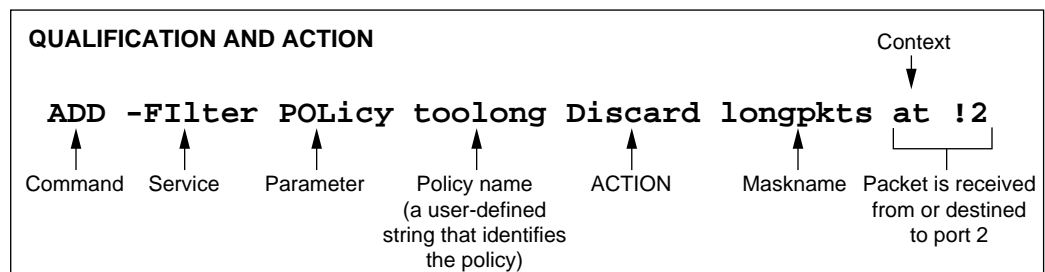 QUALIFICATION AND ACTION
Context
ADD -FIlter POLicy toolong Discard longpkts at !2
Command
Service
Parameter
Policy name
(a user-defined
string that identifies
the policy)
ACTION
Maskname
Packet is received
from or destined
to port 2